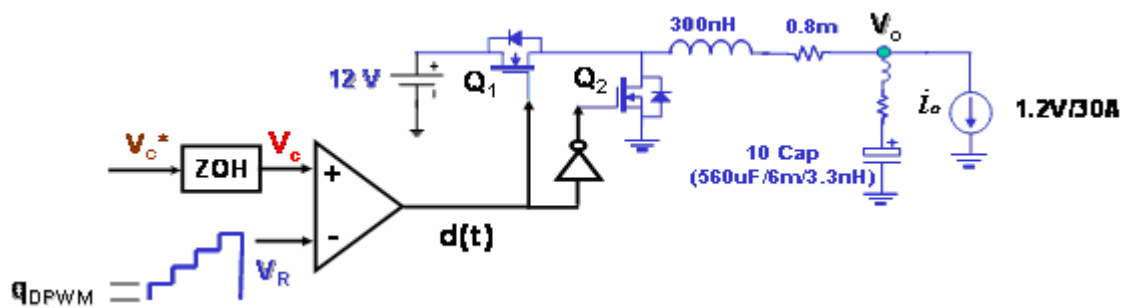 300nH
0.8m
Vo
12 V
+
Q1
Q2
io
1.2V/30A
Vc*
ZOH
Vc
+
-
d(t)
+
10 Cap
(560uF/6m/3.3nH)
VR
qDPWM